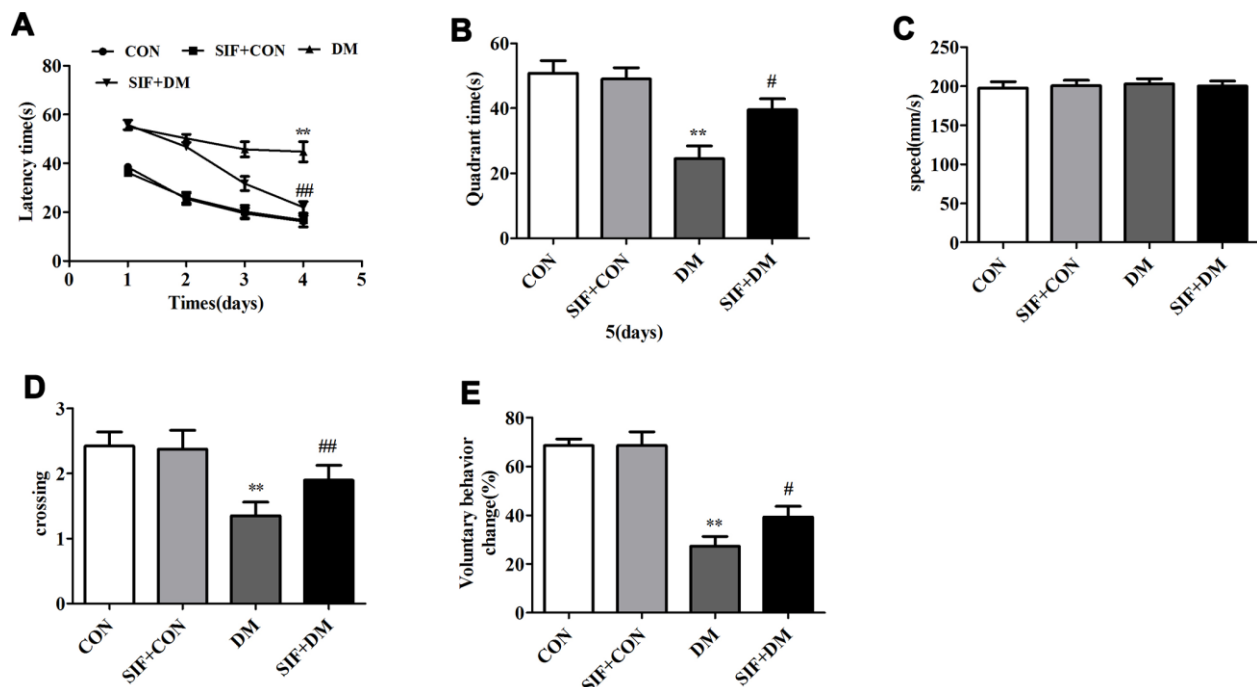 A
CON SIF+CON DM
SIF+DM
Latency time(s)
80
60
40
20
0
**
##
0 1 2 3 4 5
Times(days)
B
Quadrant time(s)
60
40
20
0
**
#
CON SIF+CON DM SIF+DM
5(days)
C
speed(mm/s)
250
200
150
100
50
0
CON SIF+CON DM SIF+DM
D
crossing
3
2
1
0
**
##
CON SIF+CON DM SIF+DM
E
Voluntary behavior
change(%)
80
60
40
20
0
**
#
CON SIF+CON DM SIF+DM